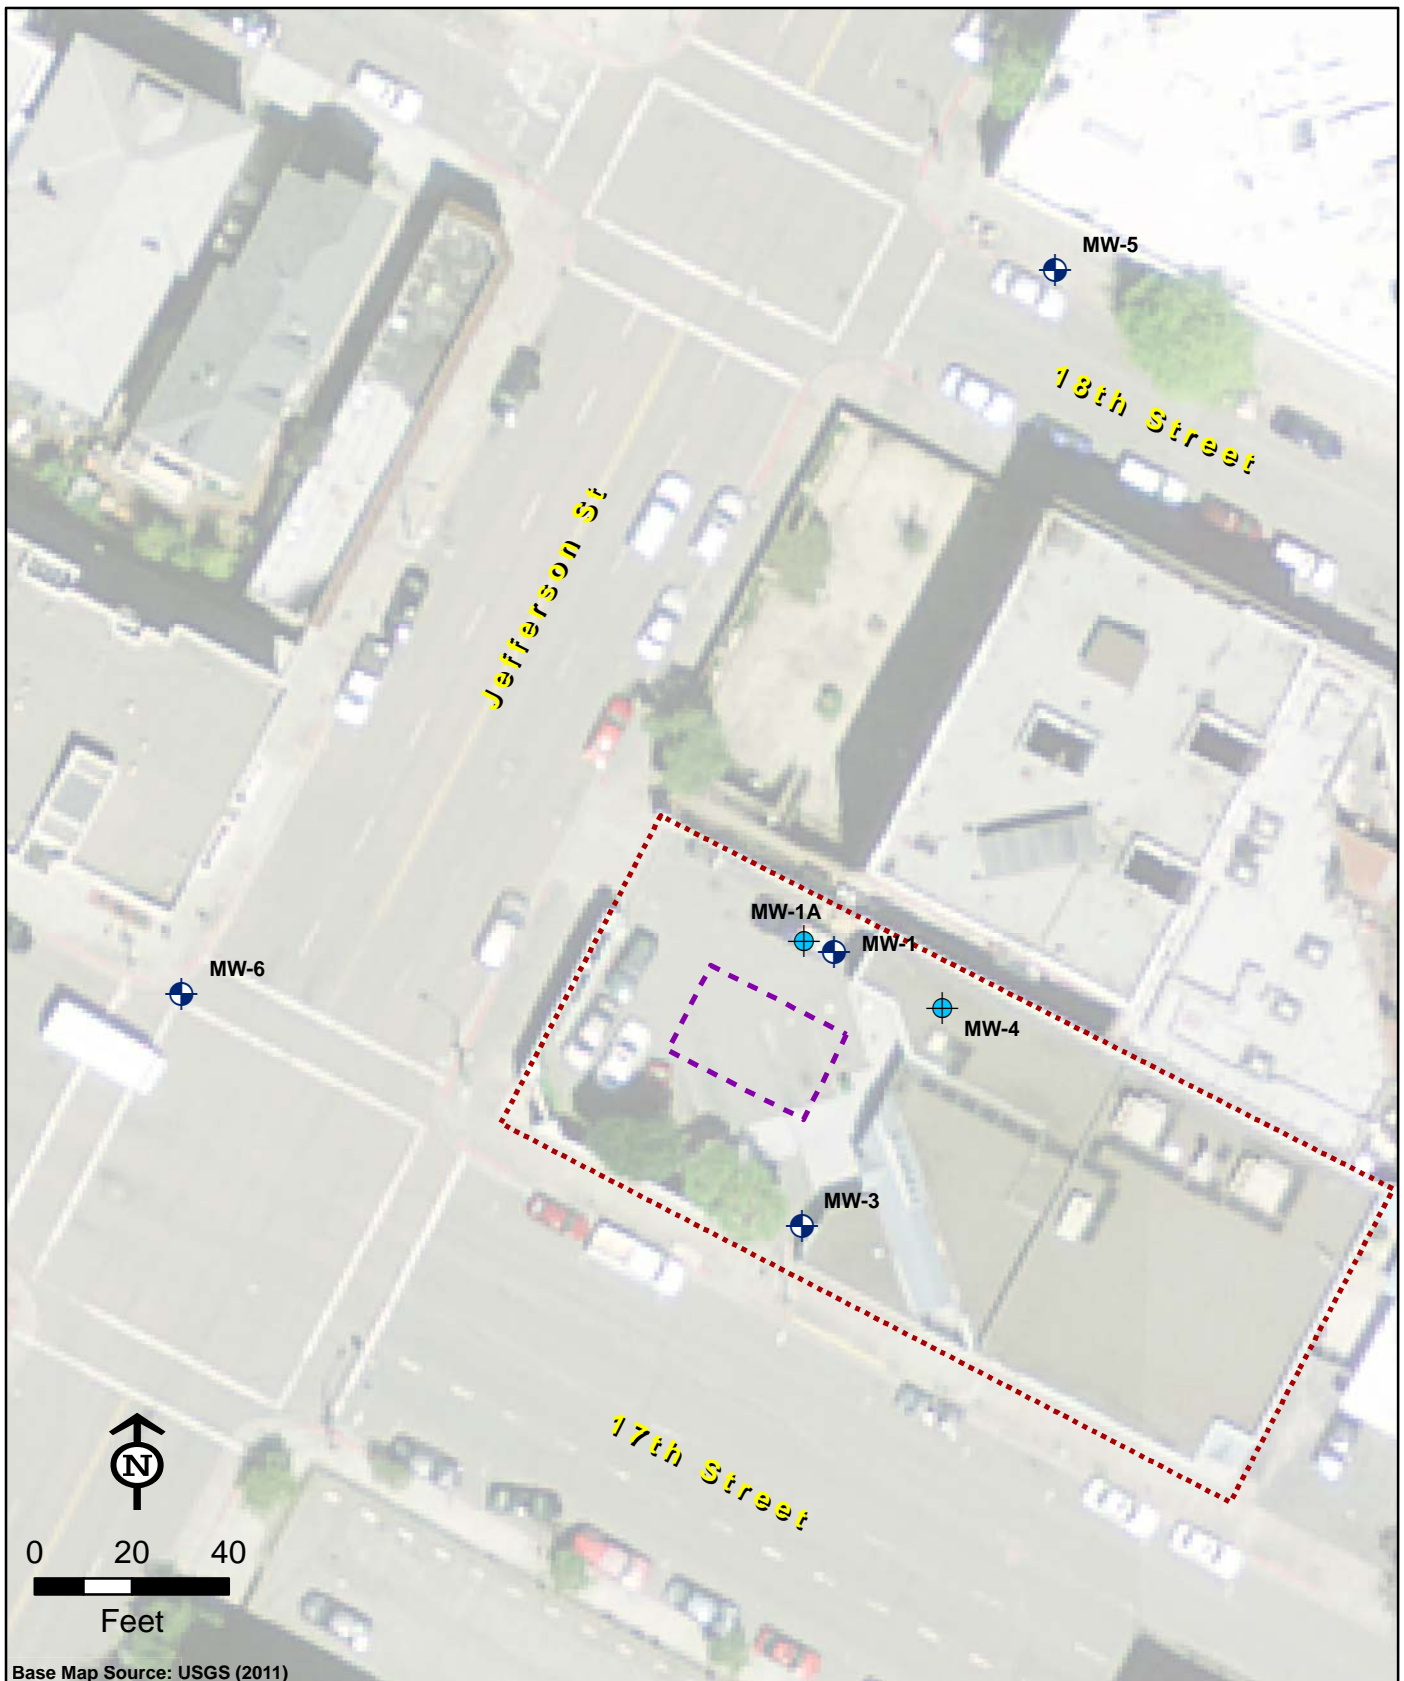 MW-5
18th Street
Jefferson St
MW-1A
MW-1
MW-6
MW-4
MW-3
17th Street
N
0 20 40
Feet
Base Map Source: USGS (2011)